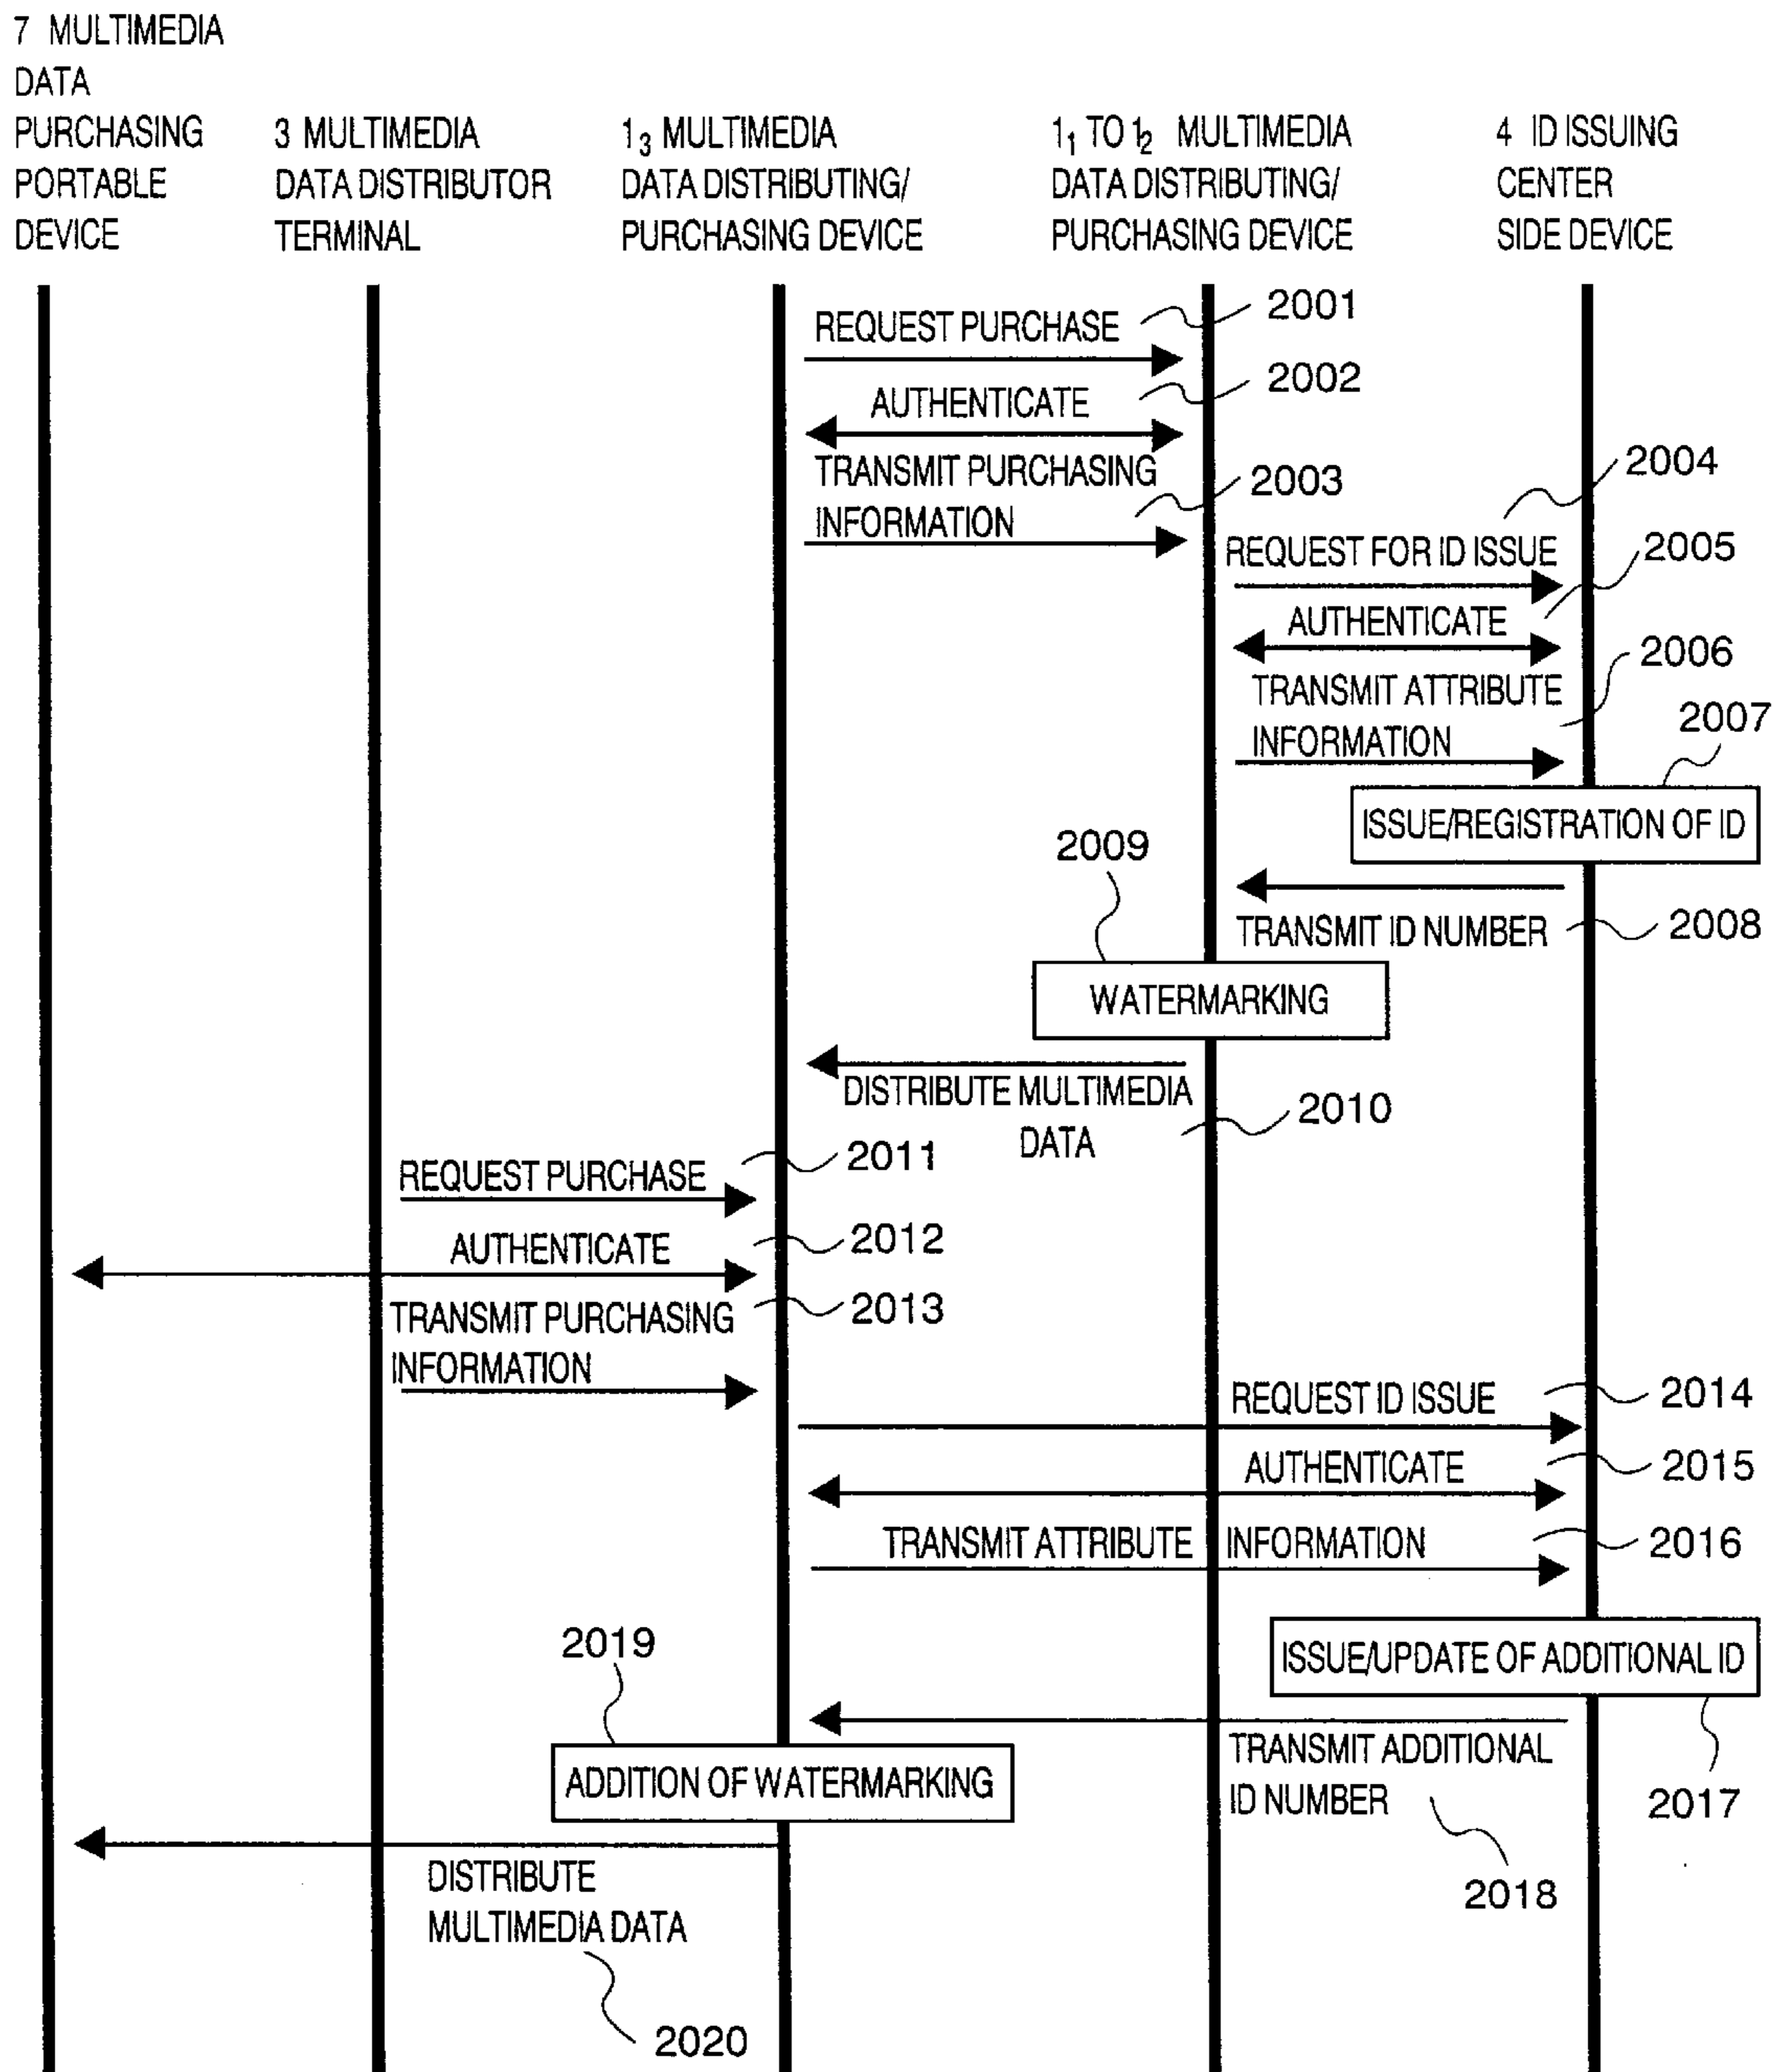 7 MULTIMEDIA
DATA
PURCHASING
PORTABLE
DEVICE
3 MULTIMEDIA
DATA DISTRIBUTOR
TERMINAL
1₃ MULTIMEDIA
DATA DISTRIBUTING/
PURCHASING DEVICE
1₁ TO 1₂ MULTIMEDIA
DATA DISTRIBUTING/
PURCHASING DEVICE
4 ID ISSUING
CENTER
SIDE DEVICE
REQUEST PURCHASE
2001
AUTHENTICATE
2002
TRANSMIT PURCHASING
INFORMATION
2003
REQUEST FOR ID ISSUE
2004
AUTHENTICATE
2005
TRANSMIT ATTRIBUTE
INFORMATION
2006
2007
ISSUE/REGISTRATION OF ID
TRANSMIT ID NUMBER
2008
2009
WATERMARKING
DISTRIBUTE MULTIMEDIA
DATA
2010
REQUEST PURCHASE
2011
AUTHENTICATE
2012
TRANSMIT PURCHASING
INFORMATION
2013
REQUEST ID ISSUE
2014
AUTHENTICATE
2015
TRANSMIT ATTRIBUTE INFORMATION
2016
ISSUE/UPDATE OF ADDITIONAL ID
2017
TRANSMIT ADDITIONAL
ID NUMBER
2018
2019
ADDITION OF WATERMARKING
DISTRIBUTE
MULTIMEDIA DATA
2020